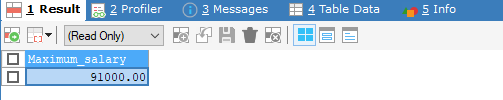 1 Result 2 Profiler 3 Messages 4 Table Data 5 Info
(Read Only)
Maximum_salary
91000.00